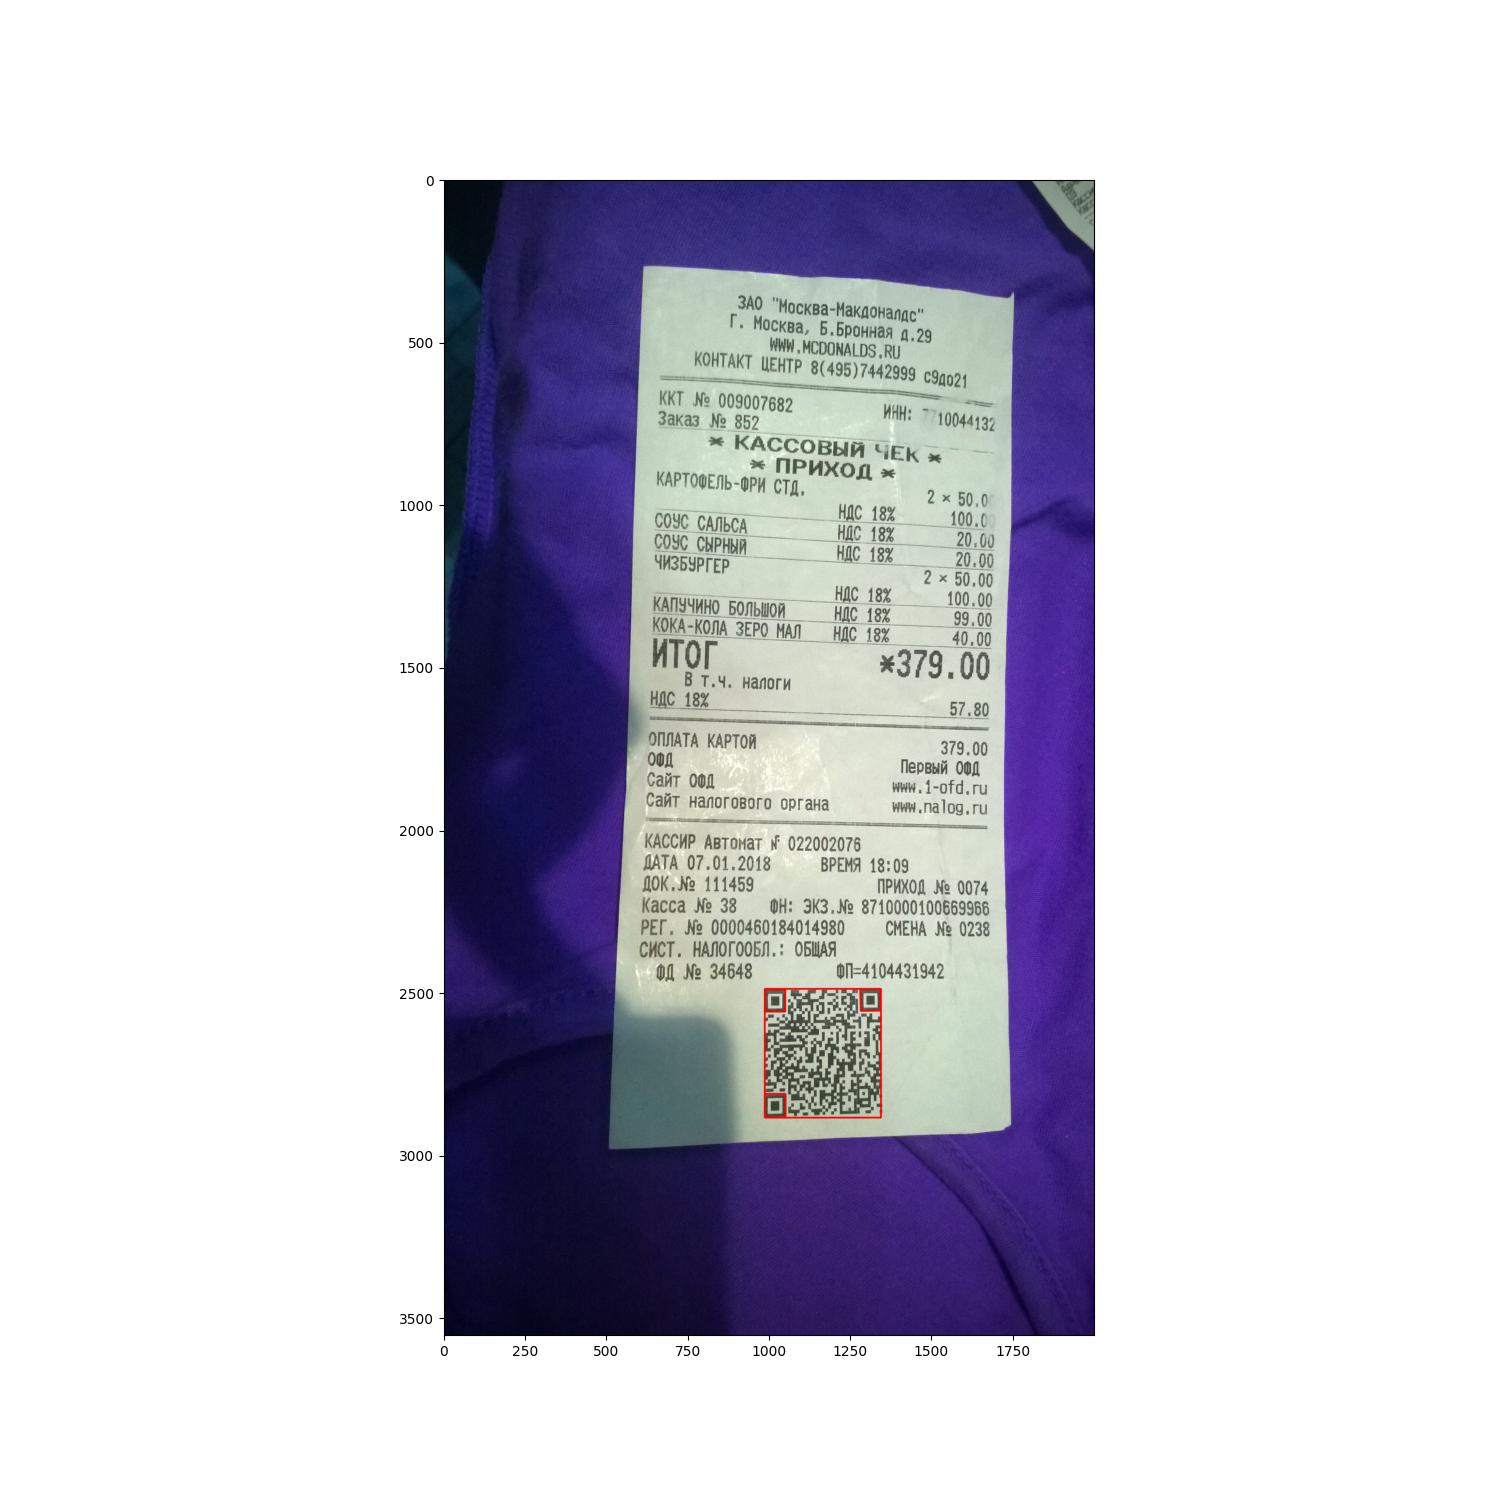 ЗАО "Москва-Макдоналдс"
Г. Москва, Б.Бронная д.29
WWW.MCDONALDS.RU
КОНТАКТ ЦЕНТР 8(495)7442999 с9до21
ККТ № 009007682 ИНН: 7710044132
Заказ № 852
* КАССОВЫЙ ЧЕК *
* ПРИХОД *
КАРТОФЕЛЬ-ФРИ СТД.
2 × 50.00
НДС 18% 100.00
СОУС САЛЬСА НДС 18% 20.00
СОУС СЫРНЫЙ НДС 18% 20.00
ЧИЗБУРГЕР
2 × 50.00
НДС 18% 100.00
КАПУЧИНО БОЛЬШОЙ НДС 18% 99.00
КОКА-КОЛА ЗЕРО МАЛ НДС 18% 40.00
ИТОГ *379.00
В т.ч. налоги
НДС 18% 57.80
ОПЛАТА КАРТОЙ 379.00
ОФД Первый ОФД
Сайт ОФД www.1-ofd.ru
Сайт налогового органа www.nalog.ru
КАССИР Автомат № 022002076
ДАТА 07.01.2018 ВРЕМЯ 18:09
ДОК.№ 111459 ПРИХОД № 0074
Касса № 38 ФН: ЭКЗ.№ 8710000100669966
РЕГ. № 0000460184014980 СМЕНА № 0238
СИСТ. НАЛОГООБЛ.: ОБЩАЯ
ФД № 34648 ФП=4104431942
0
500
1000
1500
2000
2500
3000
3500
0 250 500 750 1000 1250 1500 1750